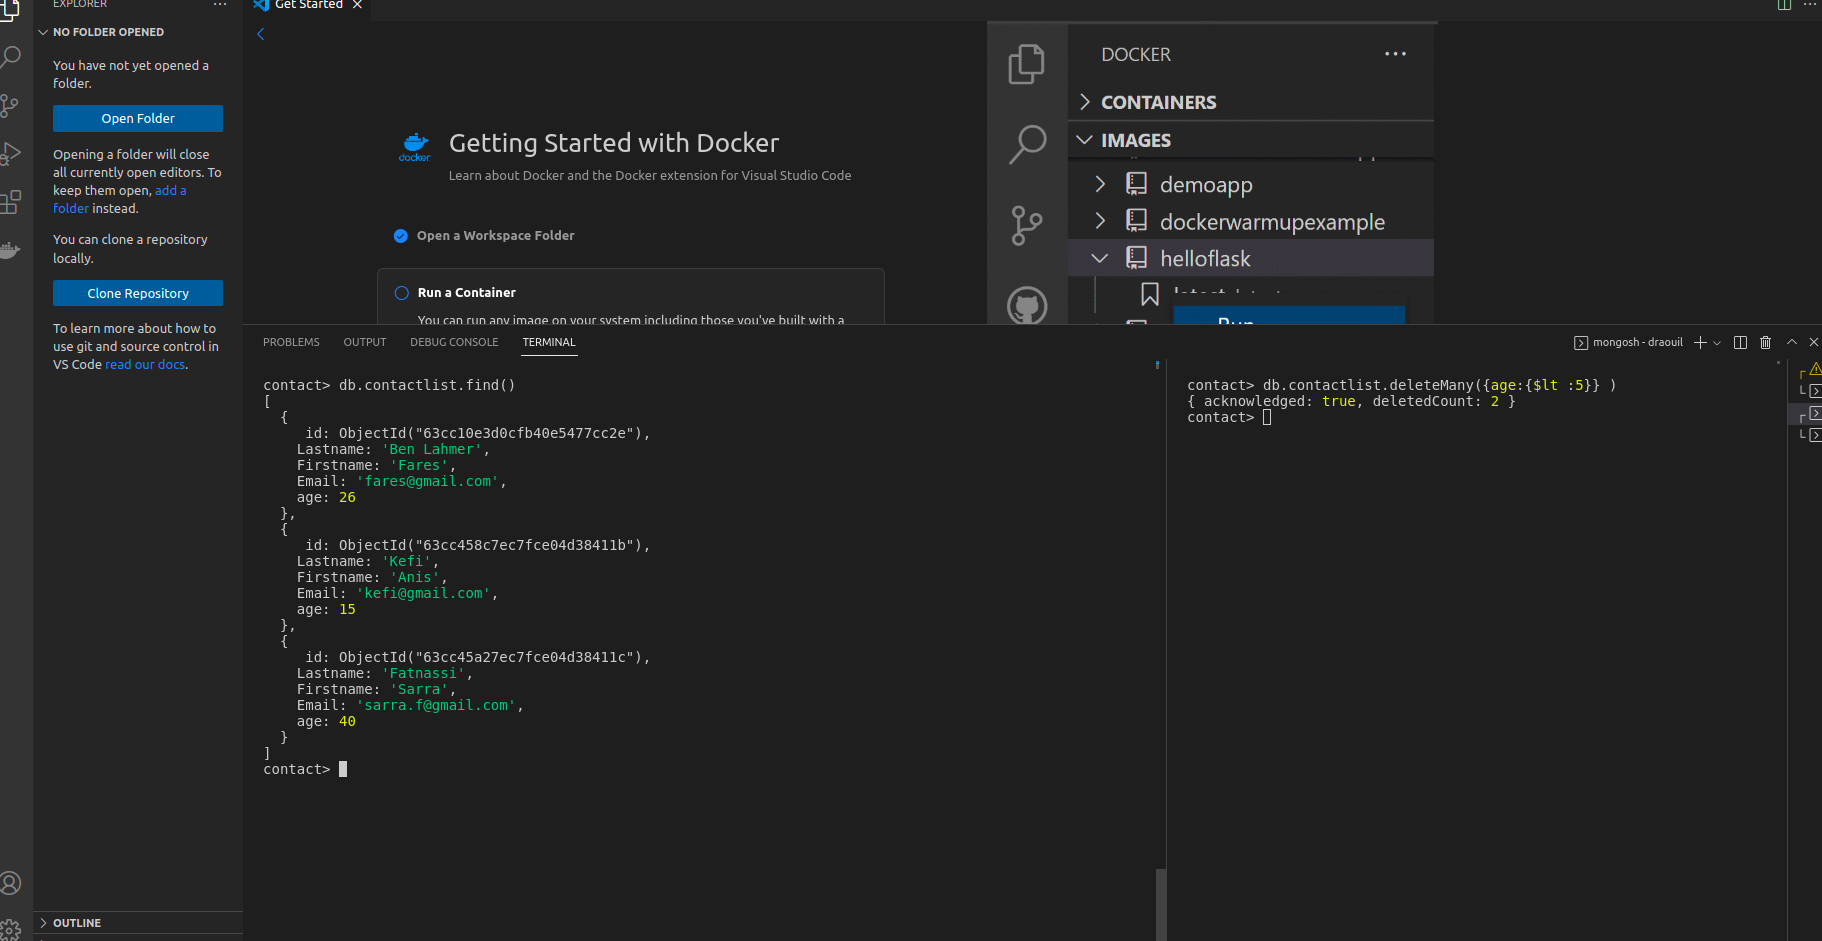 EXPLORER
NO FOLDER OPENED
You have not yet opened a
folder.
Open Folder
Opening a folder will close
all currently open editors. To
keep them open, add a
folder instead.
You can clone a repository
locally.
Clone Repository
To learn more about how to
use git and source control in
VS Code read our docs.
OUTLINE
Get Started
docker
Getting Started with Docker
Learn about Docker and the Docker extension for Visual Studio Code
Open a Workspace Folder
Run a Container
You can run any image on your system including those you've built with a
DOCKER
CONTAINERS
IMAGES
demoapp
dockerwarmupexample
helloflask
latest
Run
PROBLEMS OUTPUT DEBUG CONSOLE TERMINAL
mongosh - draouil
contact> db.contactlist.find()
[
{
id: ObjectId("63cc10e3d0cfb40e5477cc2e"),
Lastname: 'Ben Lahmer',
Firstname: 'Fares',
Email: 'fares@gmail.com',
age: 26
},
{
id: ObjectId("63cc458c7ec7fce04d38411b"),
Lastname: 'Kefi',
Firstname: 'Anis',
Email: 'kefi@gmail.com',
age: 15
},
{
id: ObjectId("63cc45a27ec7fce04d38411c"),
Lastname: 'Fatnassi',
Firstname: 'Sarra',
Email: 'sarra.f@gmail.com',
age: 40
}
]
contact>
contact> db.contactlist.deleteMany({age:{$lt :5}} )
{ acknowledged: true, deletedCount: 2 }
contact>